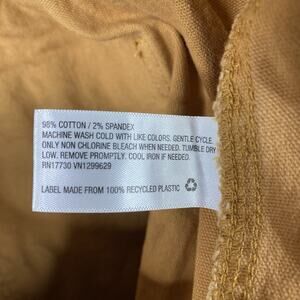 98% COTTON / 2% SPANDEX
MACHINE WASH COLD WITH LIKE COLORS. GENTLE CYCLE.
ONLY NON CHLORINE BLEACH WHEN NEEDED. TUMBLE DRY
LOW. REMOVE PROMPTLY. COOL IRON IF NEEDED.
RN17730 VN1299629
LABEL MADE FROM 100% RECYCLED PLASTIC